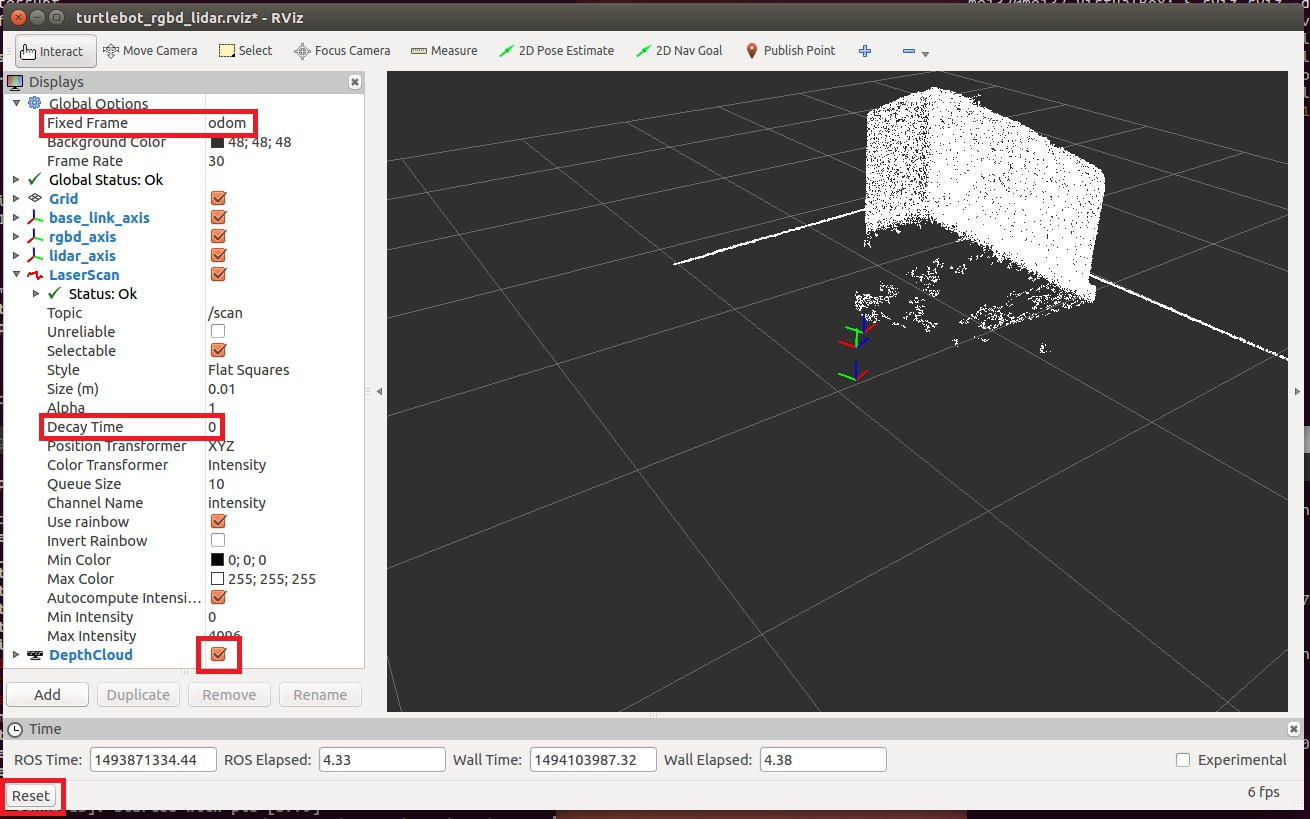 turtlebot_rgbd_lidar.rviz* - RViz
Interact Move Camera Select Focus Camera Measure 2D Pose Estimate 2D Nav Goal Publish Point
Displays
Global Options
Fixed Frame odom
Background Color 48; 48; 48
Frame Rate 30
Global Status: Ok
Grid
base_link_axis
rgbd_axis
lidar_axis
LaserScan
Status: Ok
Topic /scan
Unreliable
Selectable
Style Flat Squares
Size (m) 0.01
Alpha 1
Decay Time 0
Position Transformer XYZ
Color Transformer Intensity
Queue Size 10
Channel Name intensity
Use rainbow
Invert Rainbow
Min Color 0; 0; 0
Max Color 255; 255; 255
Autocompute Intensi...
Min Intensity 0
Max Intensity 4096
DepthCloud
Add Duplicate Remove Rename
Time
ROS Time: 1493871334.44 ROS Elapsed: 4.33 Wall Time: 1494103987.32 Wall Elapsed: 4.38 Experimental
Reset 6 fps